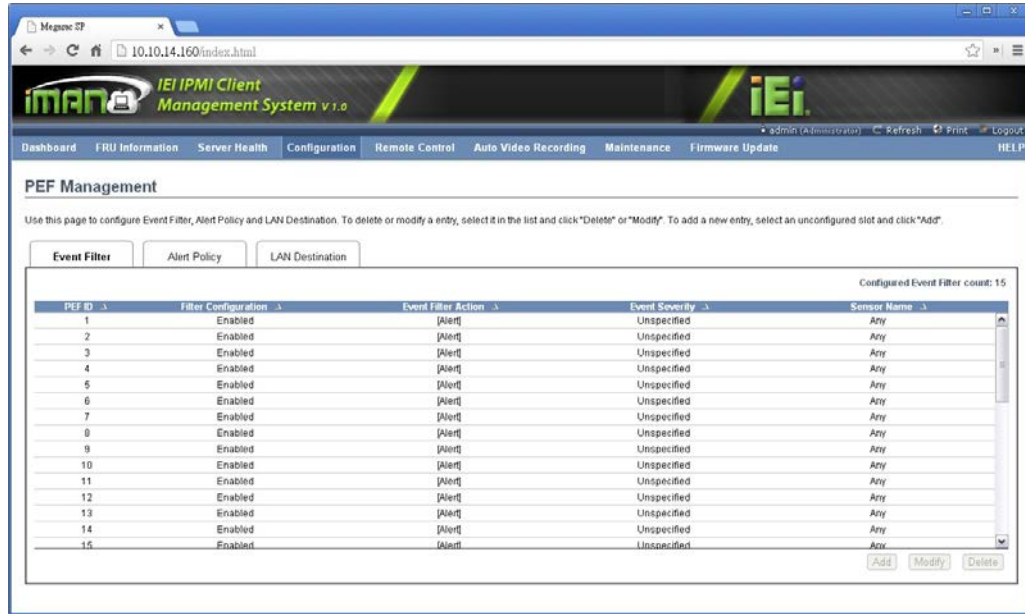 Megarac SP
10.10.14.160/index.html
iMAN
IEI IPMI Client
Management System v 1.0
iEi.
admin (Administrator) Refresh Print Logout
Dashboard FRU Information Server Health Configuration Remote Control Auto Video Recording Maintenance Firmware Update HELP
PEF Management
Use this page to configure Event Filter, Alert Policy and LAN Destination. To delete or modify a entry, select it in the list and click "Delete" or "Modify". To add a new entry, select an unconfigured slot and click "Add".
Event Filter Alert Policy LAN Destination
Configured Event Filter count: 15
PEF ID Filter Configuration Event Filter Action Event Severity Sensor Name
1 Enabled [Alert] Unspecified Any
2 Enabled [Alert] Unspecified Any
3 Enabled [Alert] Unspecified Any
4 Enabled [Alert] Unspecified Any
5 Enabled [Alert] Unspecified Any
6 Enabled [Alert] Unspecified Any
7 Enabled [Alert] Unspecified Any
8 Enabled [Alert] Unspecified Any
9 Enabled [Alert] Unspecified Any
10 Enabled [Alert] Unspecified Any
11 Enabled [Alert] Unspecified Any
12 Enabled [Alert] Unspecified Any
13 Enabled [Alert] Unspecified Any
14 Enabled [Alert] Unspecified Any
15 Enabled [Alert] Unspecified Any
Add Modify Delete